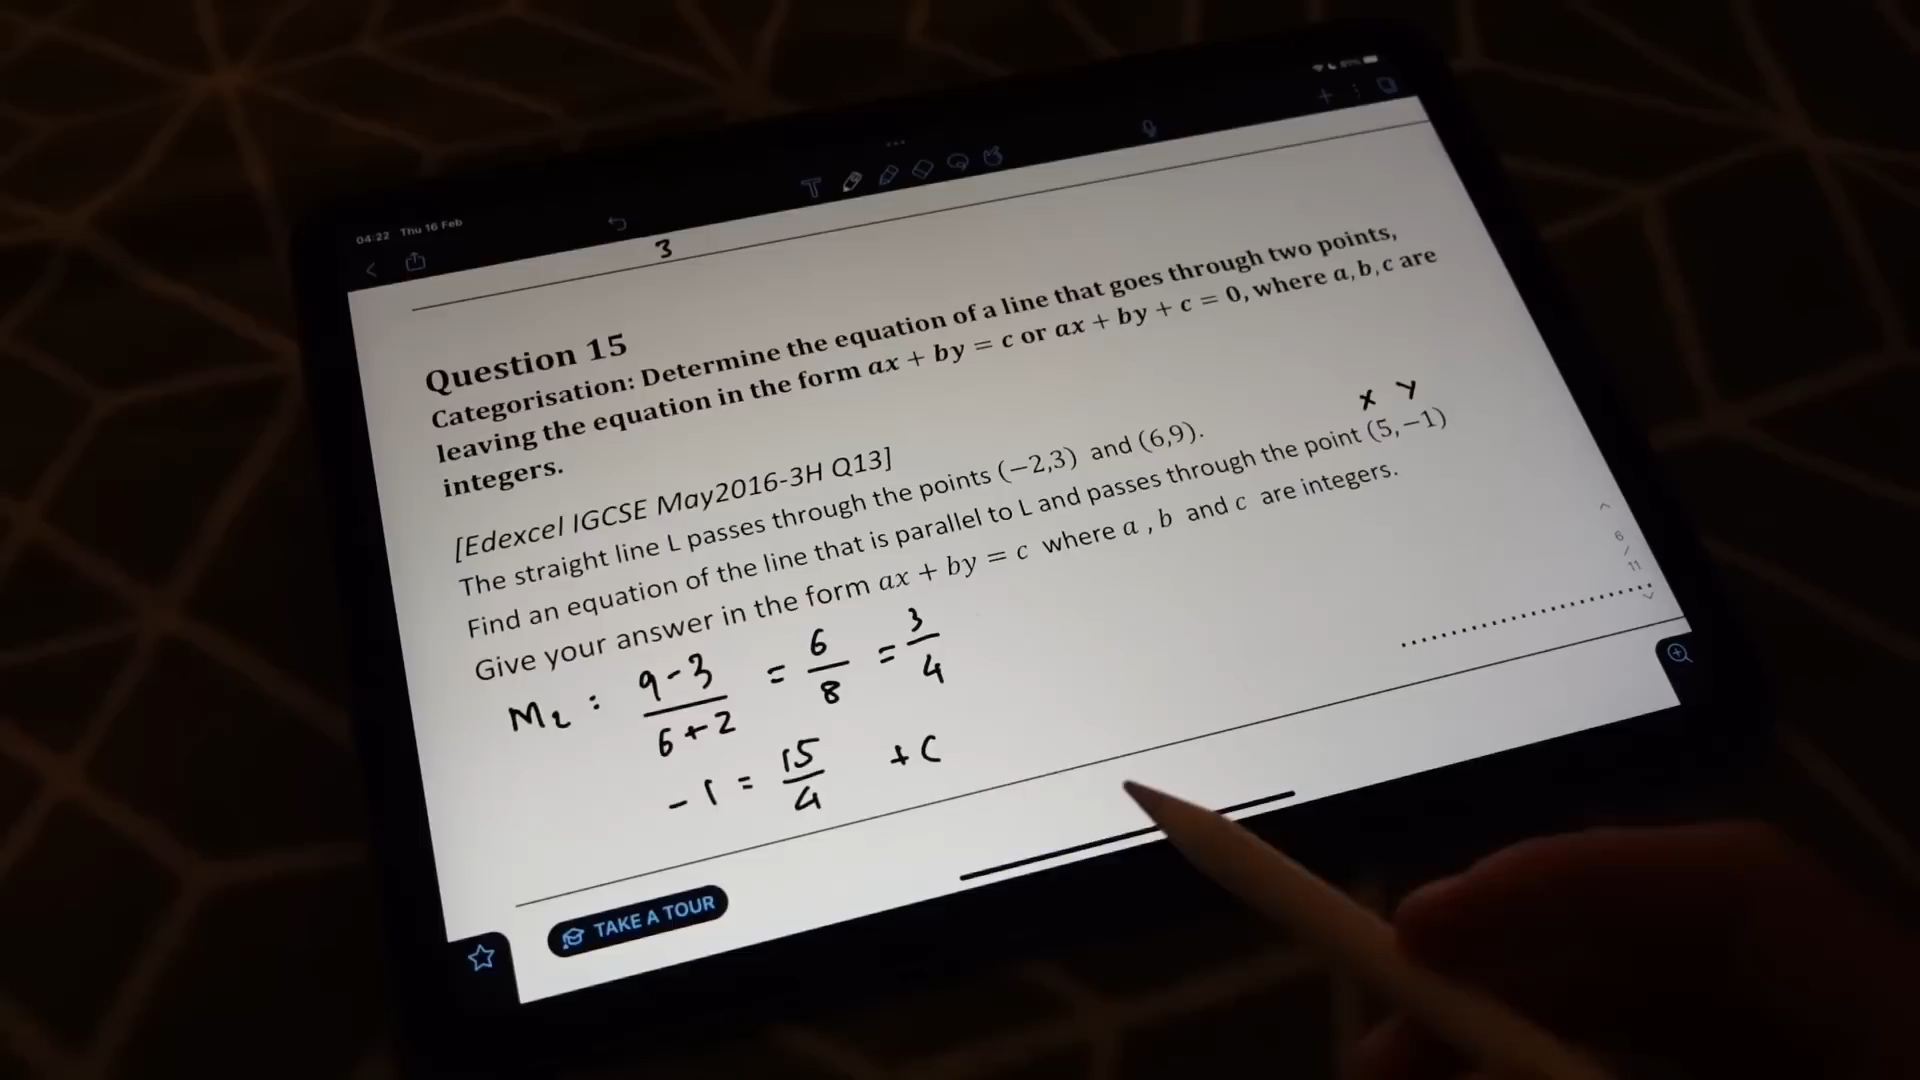 04:22 Thu 16 Feb
3
Question 15
Categorisation: Determine the equation of a line that goes through two points,
leaving the equation in the form ax + by = c or ax + by + c = 0, where a, b, c are
integers.
x y
[Edexcel IGCSE May2016-3H Q13]
The straight line L passes through the points (−2,3) and (6,9).
Find an equation of the line that is parallel to L and passes through the point (5,−1)
Give your answer in the form ax + by = c where a , b and c are integers.
6
/
11
M₂ : 9-3/6+2 = 6/8 = 3/4
-1 = 15/4 + C
TAKE A TOUR